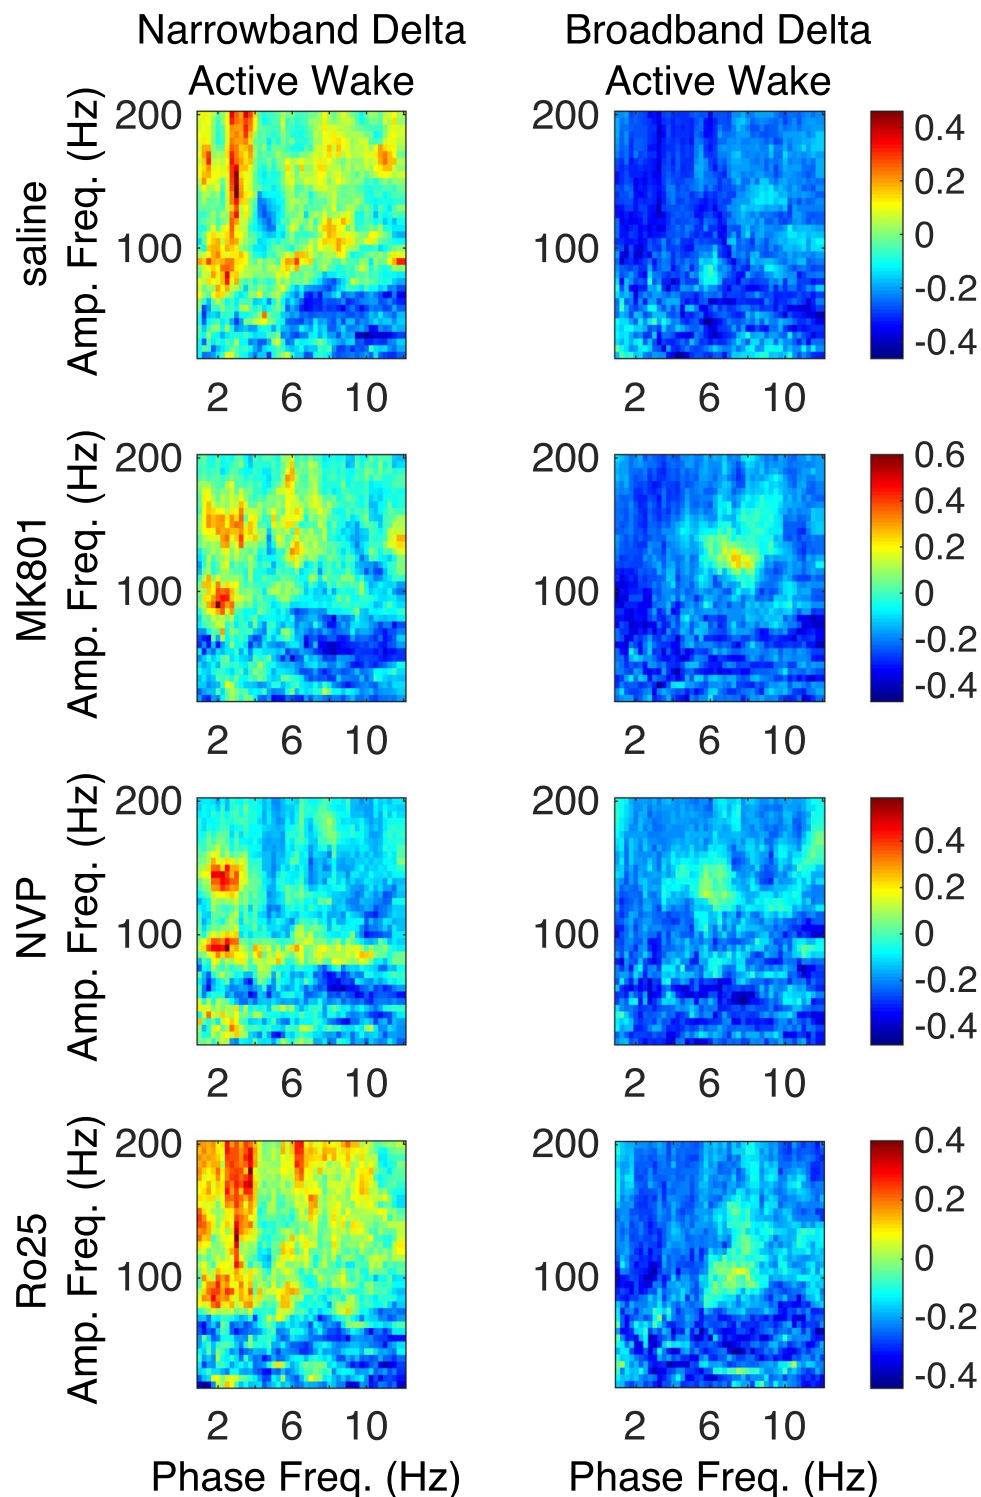 Narrowband Delta Broadband Delta
Active Wake Active Wake
saline
Amp. Freq. (Hz)
200
100
2 6 10
200
100
2 6 10
0.4
0.2
0
-0.2
-0.4
MK801
Amp. Freq. (Hz)
200
100
2 6 10
200
100
2 6 10
0.6
0.4
0.2
0
-0.2
-0.4
NVP
Amp. Freq. (Hz)
200
100
2 6 10
200
100
2 6 10
0.4
0.2
0
-0.2
-0.4
Ro25
Amp. Freq. (Hz)
200
100
2 6 10
200
100
2 6 10
0.4
0.2
0
-0.2
-0.4
Phase Freq. (Hz) Phase Freq. (Hz)